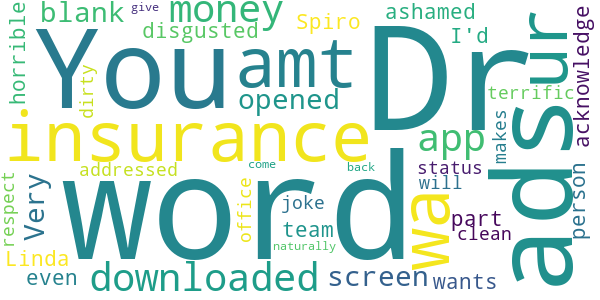 horrible
blank
give
money
Spiro
ashamed
ur
acknowledge
You
disgusted
I'd
Dr
amt
dirty
opened
terrific
ads
insurance
app
makes
respect
Very
addressed
word
come
back
status
will
person
office
wa
joke
team
part
clean
Linda
naturally
even
downloaded
screen
wants